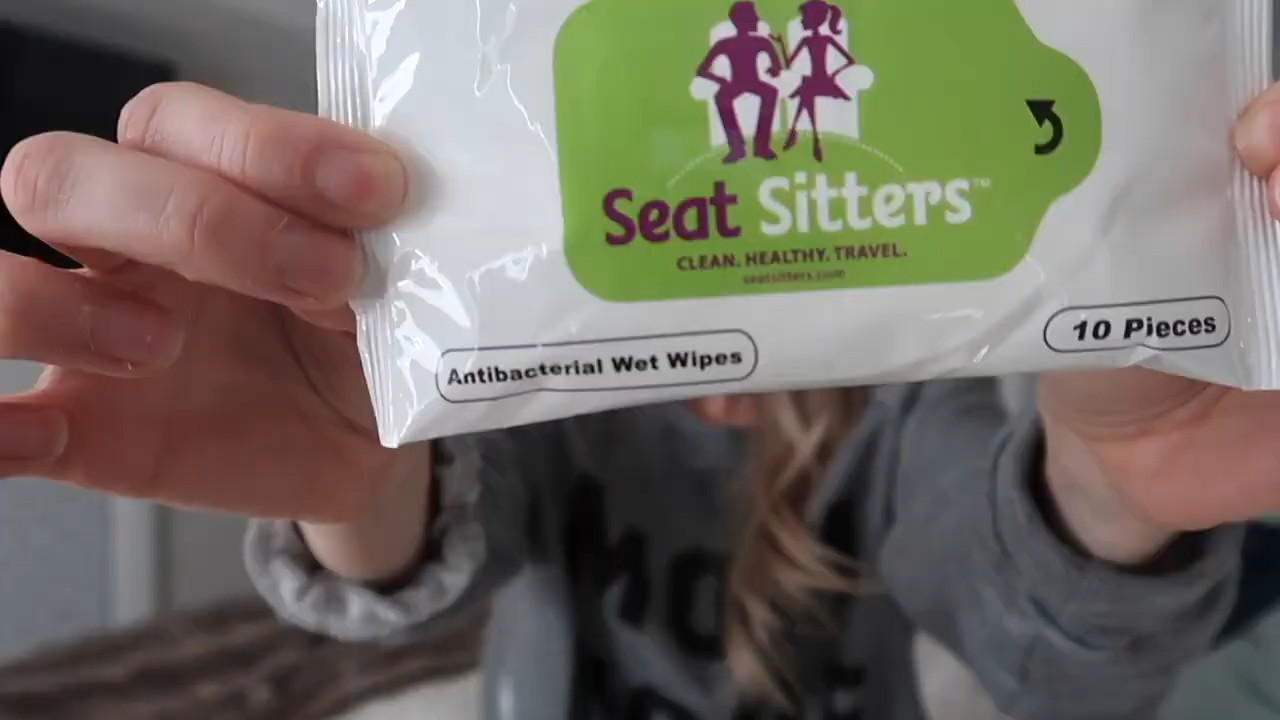 Seat Sitters™
CLEAN. HEALTHY. TRAVEL.
seatsitters.com
Antibacterial Wet Wipes
10 Pieces